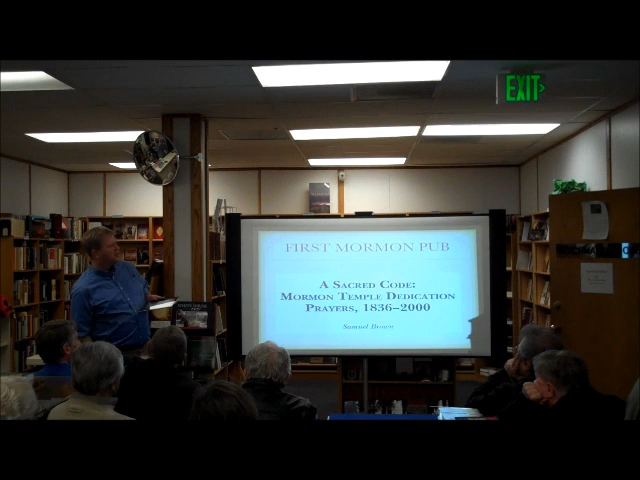 EXIT
FIRST MORMON PUB
A SACRED CODE:
MORMON TEMPLE DEDICATION
PRAYERS, 1836–2000
Samuel Brown